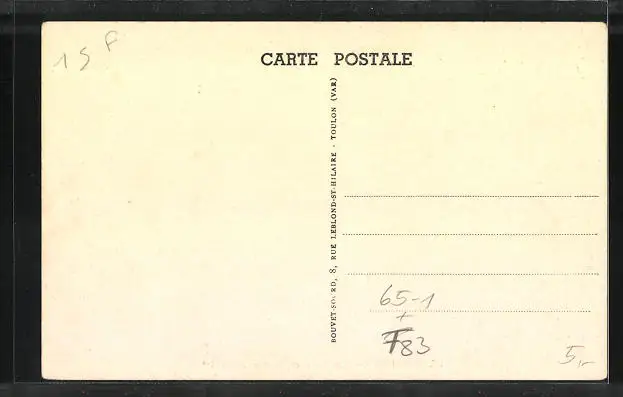 15 F
CARTE POSTALE
BOUVET-SOURD, 8, RUE LEBLOND-ST-HILAIRE - TOULON (VAR)
65-1
+
F83
5,-